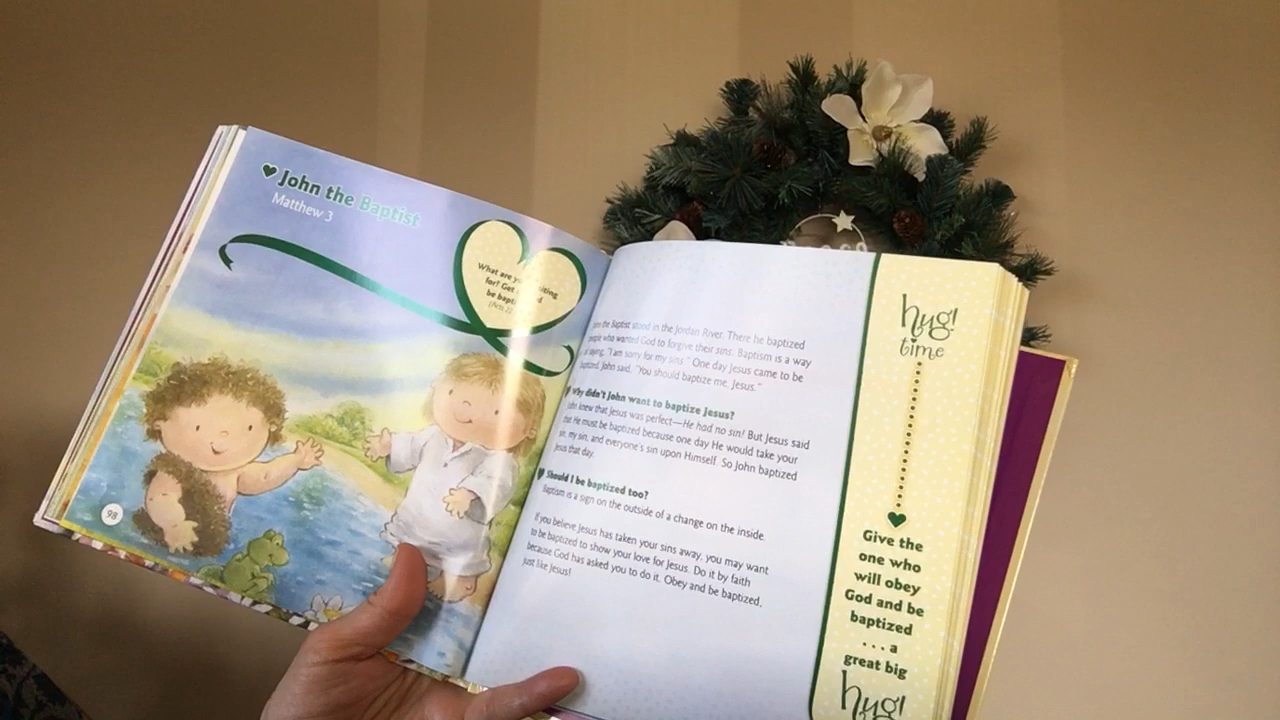 John the Baptist
Matthew 3
What are you waiting
for? Get
be
(Acts
98
the Baptist stood in the Jordan River. There he baptized
people who wanted God to forgive their sins. Baptism is a way
of saying, "I am sorry for my sins." One day Jesus came to be
baptized. John said, "You should baptize me, Jesus."
Why didn't John want to baptize Jesus?
John knew that Jesus was perfect—He had no sin! But Jesus said
that He must be baptized because one day He would take your
sin, my sin, and everyone's sin upon Himself. So John baptized
Jesus that day.
Should I be baptized too?
Baptism is a sign on the outside of a change on the inside.
If you believe Jesus has taken your sins away, you may want
to be baptized to show your love for Jesus. Do it by faith
because God has asked you to do it. Obey and be baptized,
just like Jesus!
hug!
time
Give the
one who
will obey
God and be
baptized
. . . a
great big
hug!